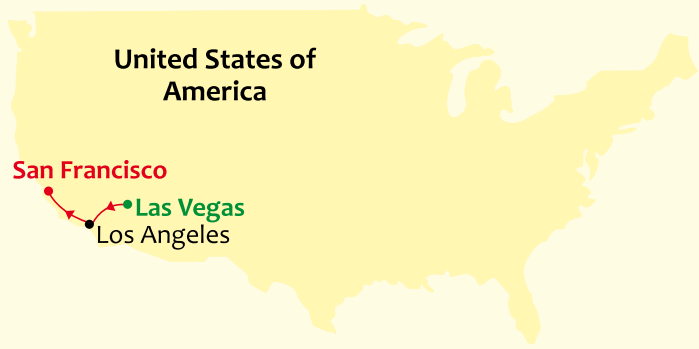 United States of
America
San Francisco
Las Vegas
Los Angeles